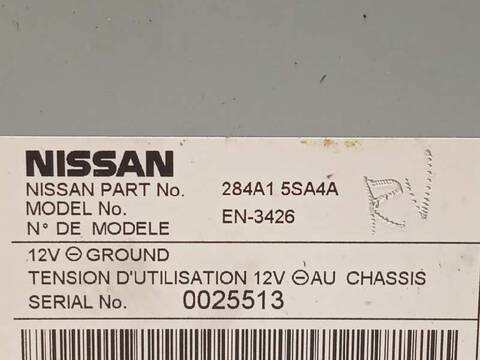 NISSAN
NISSAN PART No. 284A1 5SA4A
MODEL No. EN-3426
N° DE MODELE
12V ⊖ GROUND
TENSION D'UTILISATION 12V ⊖ AU CHASSIS
SERIAL No. 0025513